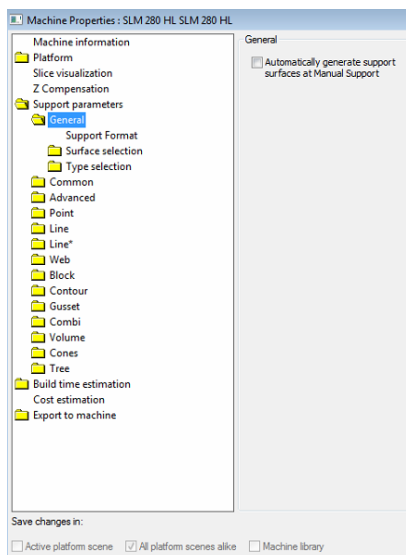 Machine Properties : SLM 280 HL SLM 280 HL
Machine information
Platform
Slice visualization
Z Compensation
Support parameters
General
Support Format
Surface selection
Type selection
Common
Advanced
Point
Line
Line*
Web
Block
Contour
Gusset
Combi
Volume
Cones
Tree
Build time estimation
Cost estimation
Export to machine
General
Automatically generate support
surfaces at Manual Support
Save changes in:
Active platform scene All platform scenes alike Machine library